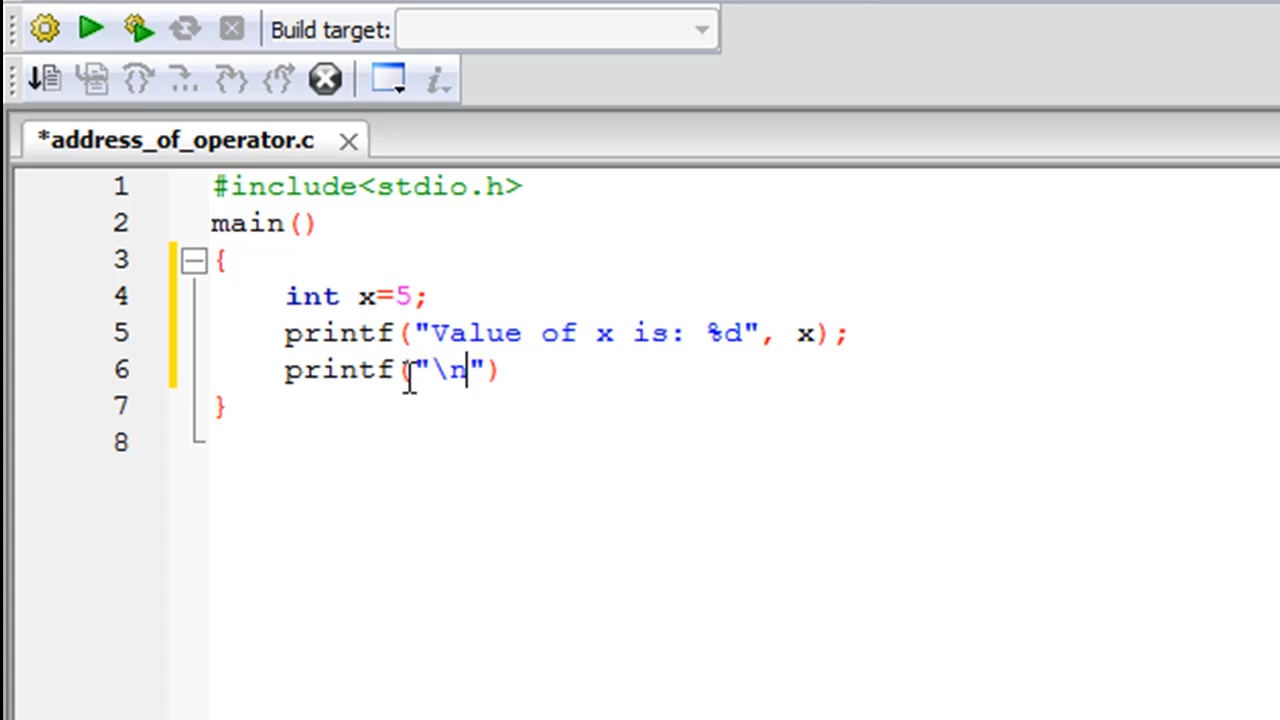 Build target:
*address_of_operator.c
1 #include<stdio.h>
2 main()
3 {
4 int x=5;
5 printf("Value of x is: %d", x);
6 printf("\n")
7 }
8